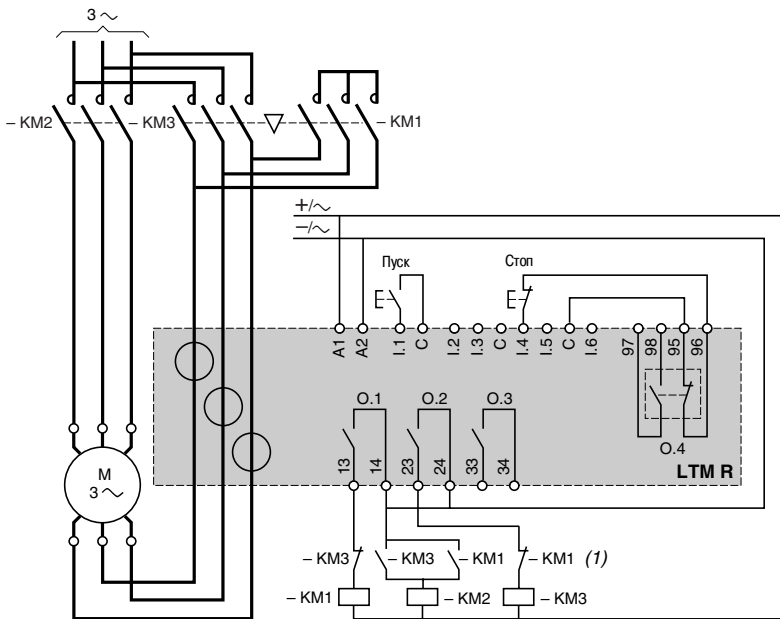 3 ~
– KM2
– KM3
– KM1
+/~
–/~
Пуск
Стоп
A1
A2
I.1
C
I.2
I.3
C
I.4
I.5
C
I.6
97
98
95
96
O.1
O.2
O.3
O.4
13
14
23
24
33
34
LTM R
M
3 ~
– KM3
– KM3
– KM1
– KM1 (1)
– KM1
– KM2
– KM3